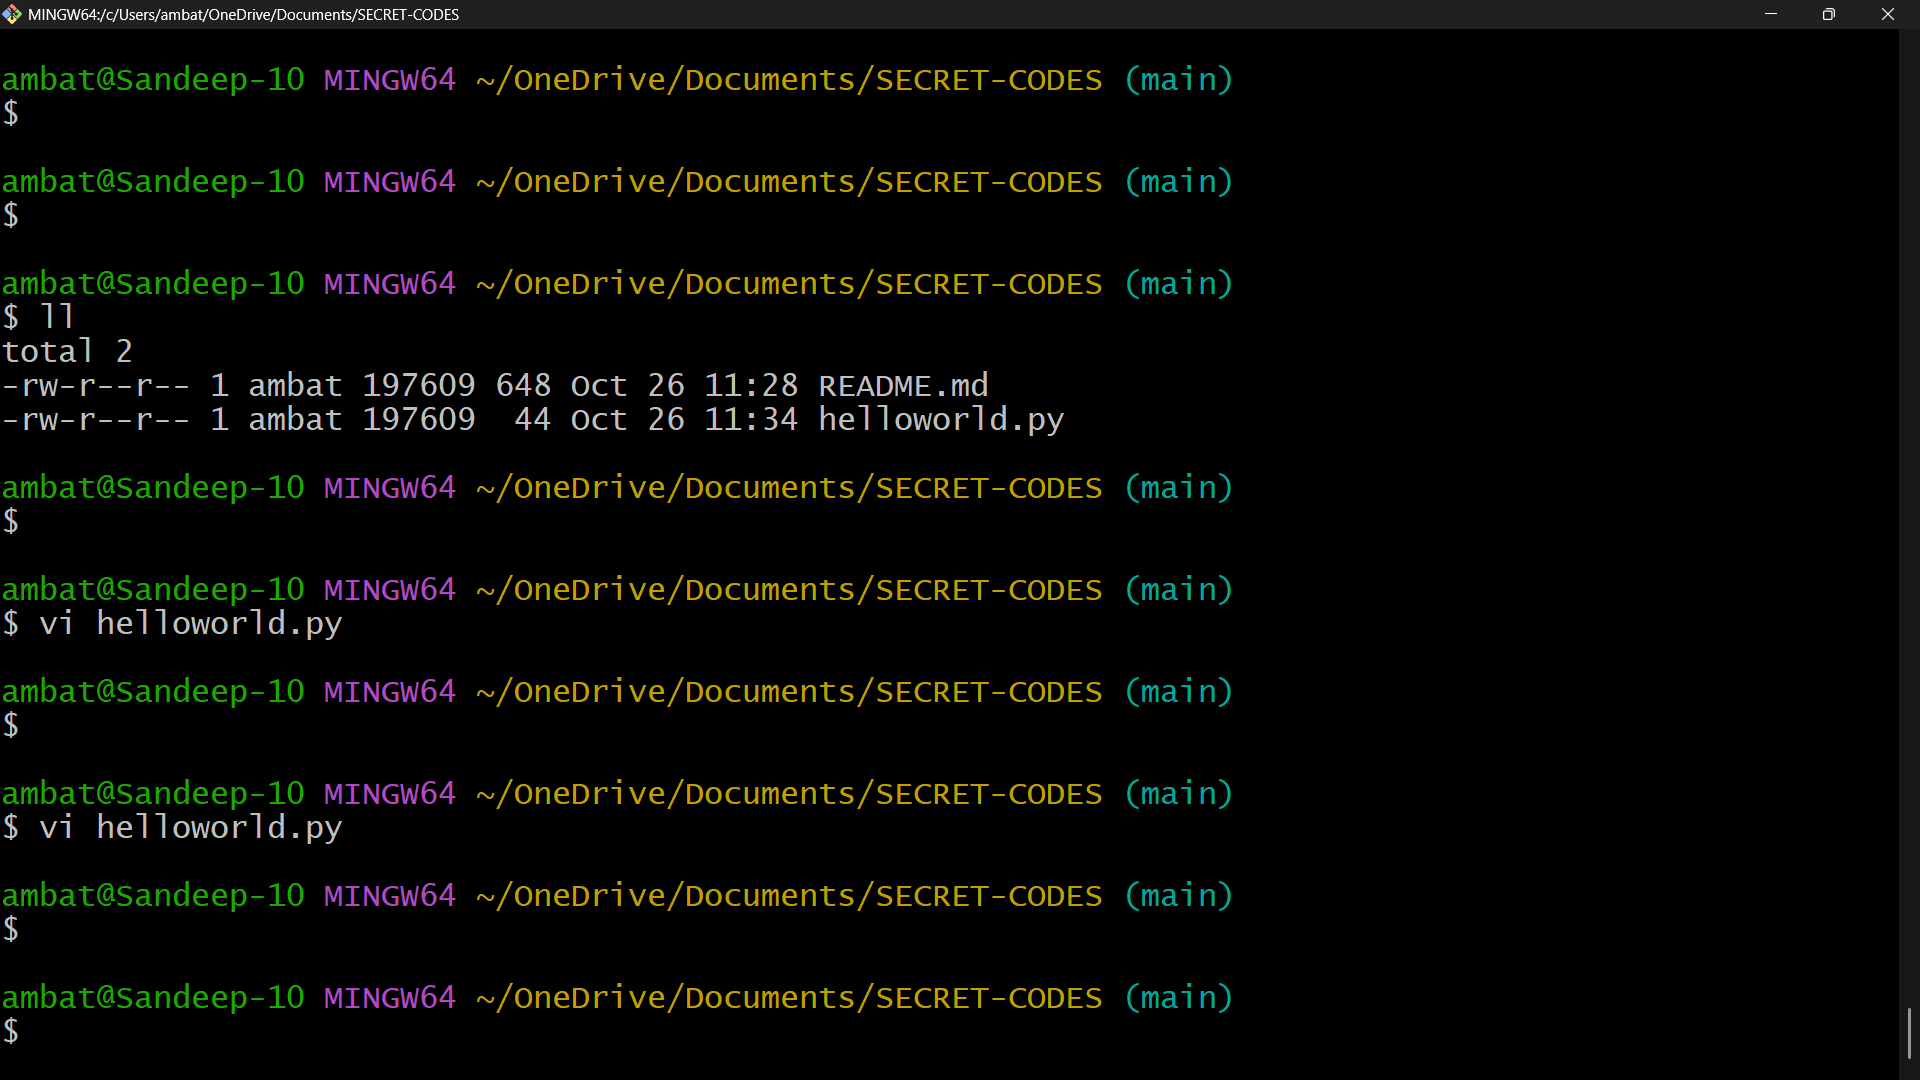 MINGW64:/c/Users/ambat/OneDrive/Documents/SECRET-CODES
ambat@Sandeep-10 MINGW64 ~/OneDrive/Documents/SECRET-CODES (main)
$
ambat@Sandeep-10 MINGW64 ~/OneDrive/Documents/SECRET-CODES (main)
$
ambat@Sandeep-10 MINGW64 ~/OneDrive/Documents/SECRET-CODES (main)
$ ll
total 2
-rw-r--r-- 1 ambat 197609 648 Oct 26 11:28 README.md
-rw-r--r-- 1 ambat 197609  44 Oct 26 11:34 helloworld.py
ambat@Sandeep-10 MINGW64 ~/OneDrive/Documents/SECRET-CODES (main)
$
ambat@Sandeep-10 MINGW64 ~/OneDrive/Documents/SECRET-CODES (main)
$ vi helloworld.py
ambat@Sandeep-10 MINGW64 ~/OneDrive/Documents/SECRET-CODES (main)
$
ambat@Sandeep-10 MINGW64 ~/OneDrive/Documents/SECRET-CODES (main)
$ vi helloworld.py
ambat@Sandeep-10 MINGW64 ~/OneDrive/Documents/SECRET-CODES (main)
$
ambat@Sandeep-10 MINGW64 ~/OneDrive/Documents/SECRET-CODES (main)
$